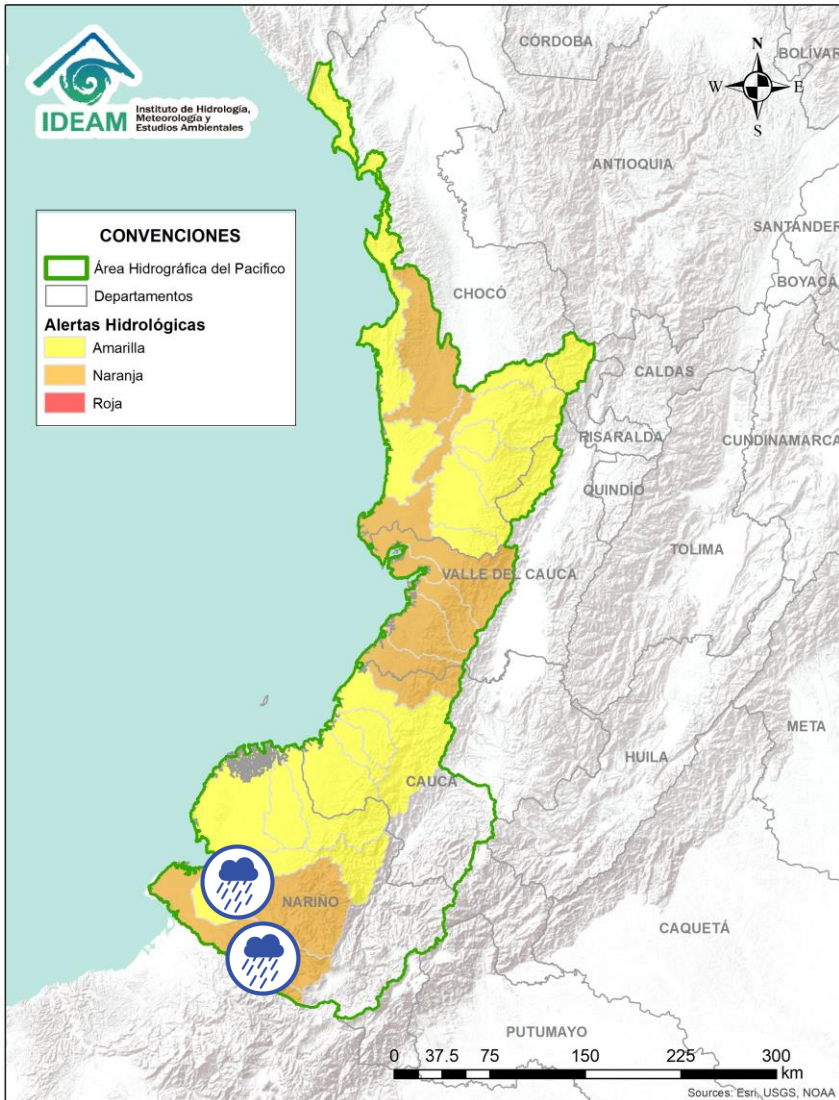 IDEAM
Instituto de Hidrología,
Meteorología y
Estudios Ambientales
CÓRDOBA
BOLÍVAR
N
W
E
S
ANTIOQUIA
SANTANDER
CONVENCIONES
Área Hidrográfica del Pacifico
Departamentos
Alertas Hidrológicas
Amarilla
Naranja
Roja
BOYACÁ
CHOCÓ
CALDAS
RISARALDA
CUNDINAMARCA
QUINDÍO
TOLIMA
VALLE DEL CAUCA
META
HUILA
CAUCA
NARIÑO
CAQUETÁ
PUTUMAYO
0 37.5 75 150 225 300
km
Sources: Esri, USGS, NOAA